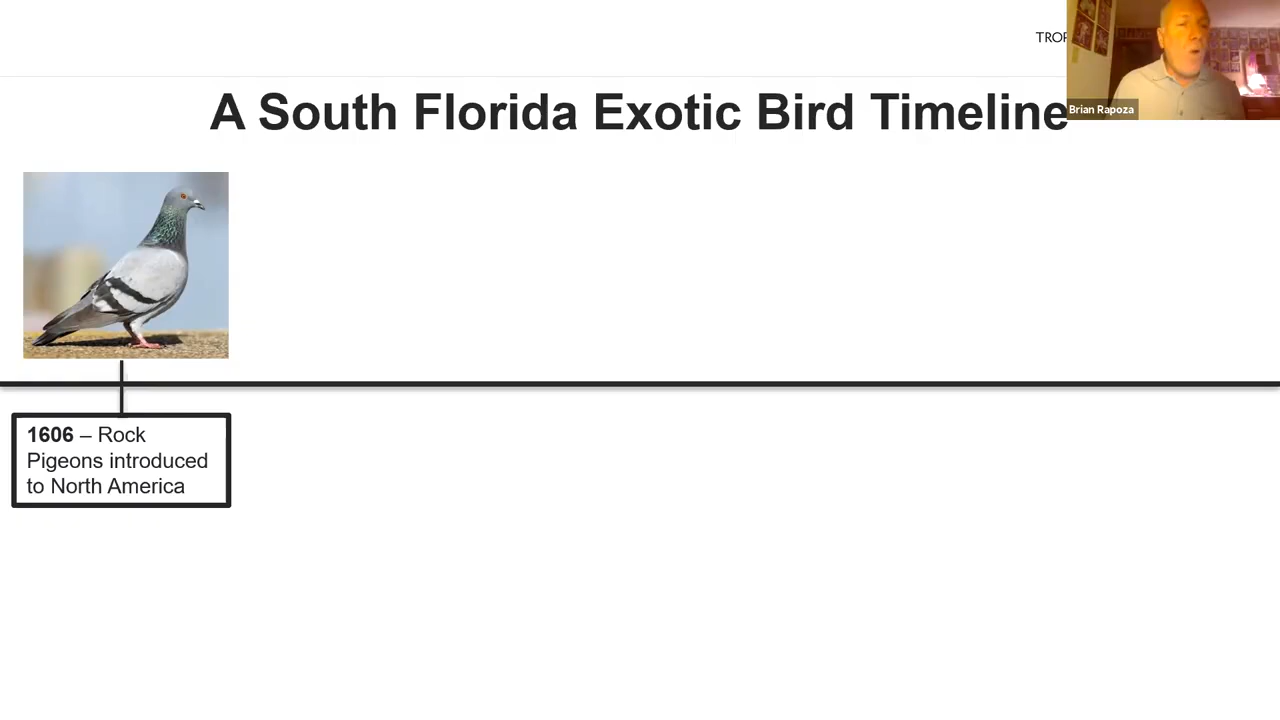 TROP
A South Florida Exotic Bird Timeline
Brian Rapoza
1606 – Rock
Pigeons introduced
to North America